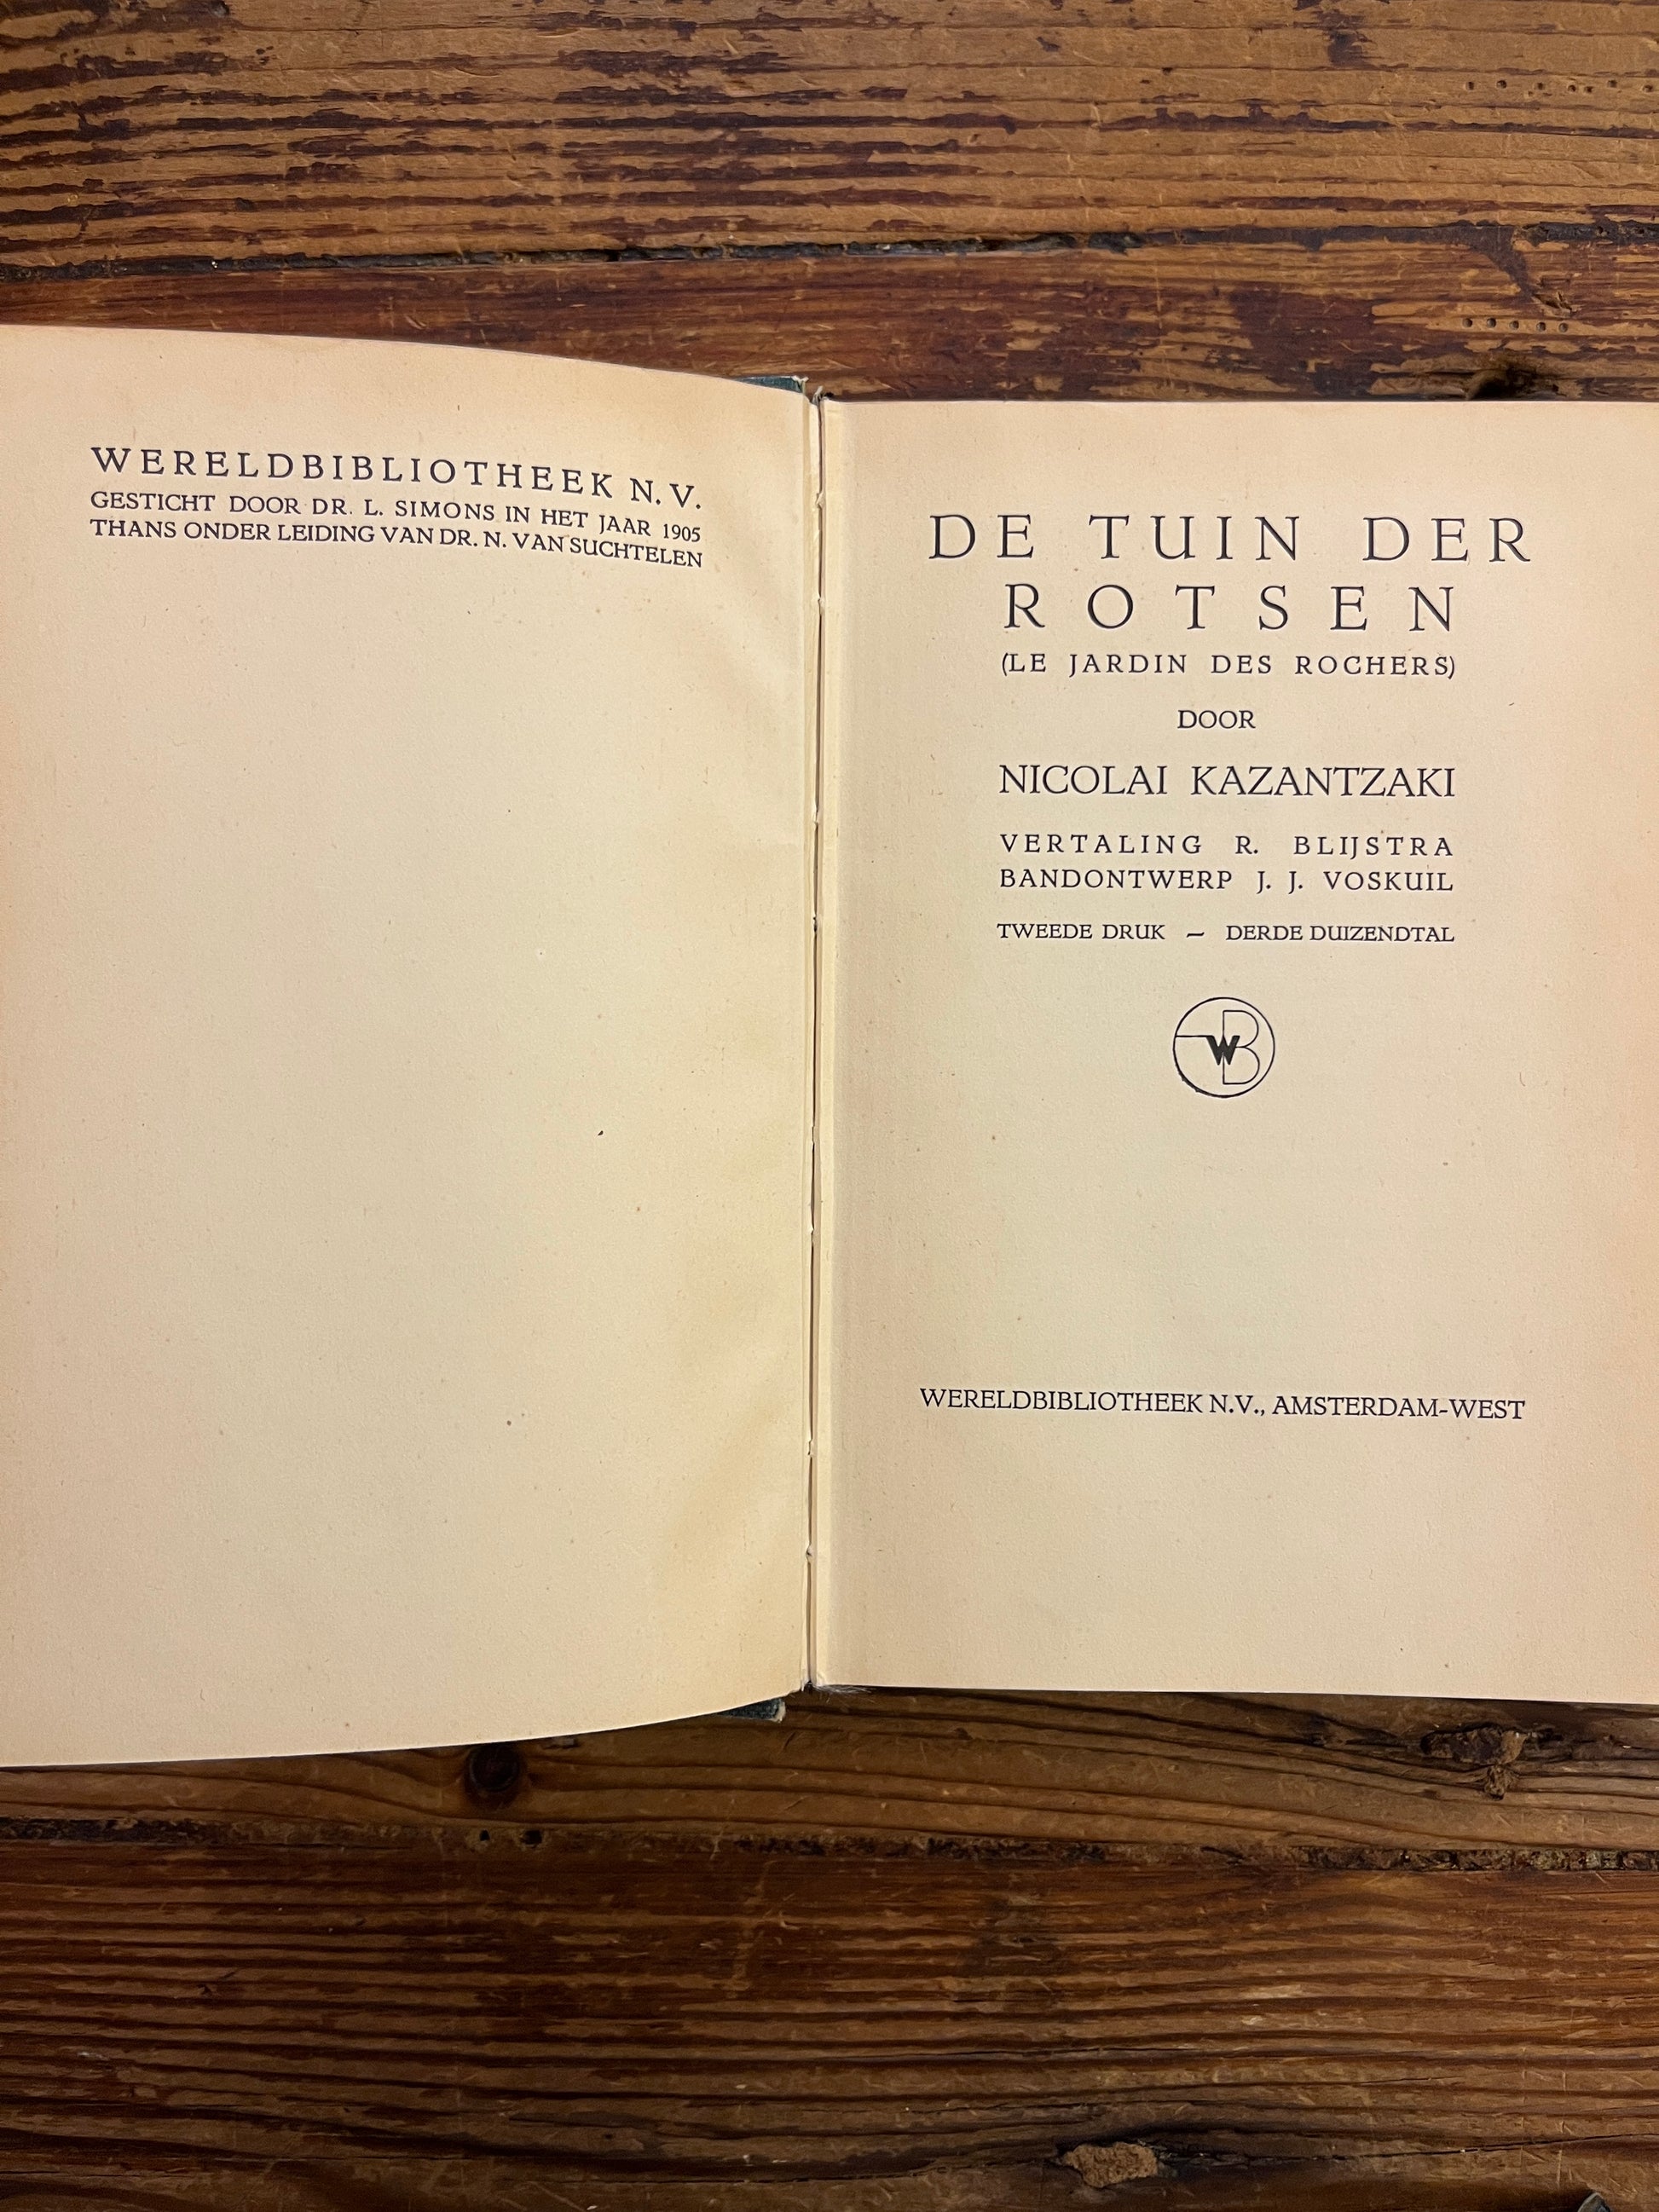 WERELDBIBLIOTHEEK N.V.
GESTICHT DOOR DR. L. SIMONS IN HET JAAR 1905
THANS ONDER LEIDING VAN DR. N. VAN SUCHTELEN
DE TUIN DER
ROTSEN
(LE JARDIN DES ROCHERS)
DOOR
NICOLAI KAZANTZAKI
VERTALING R. BLIJSTRA
BANDONTWERP J. J. VOSKUIL
TWEEDE DRUK – DERDE DUIZENDTAL
WB
WERELDBIBLIOTHEEK N.V., AMSTERDAM-WEST